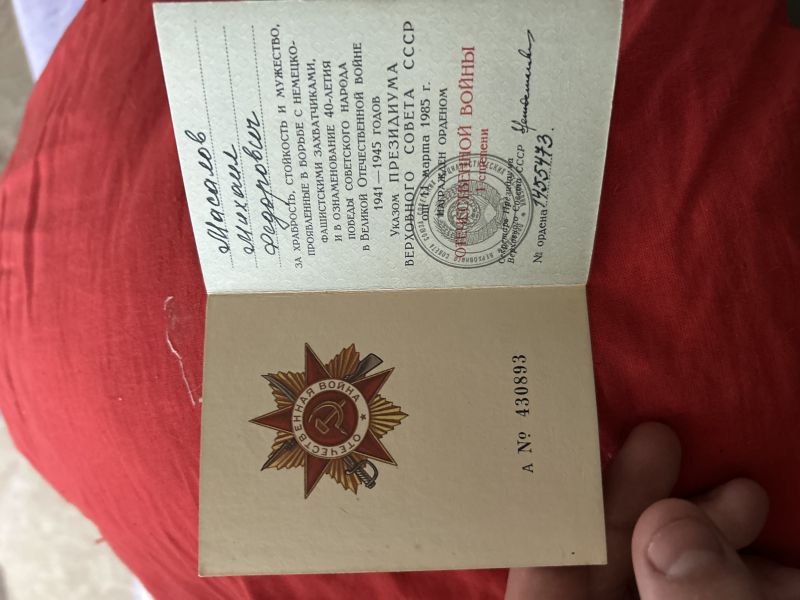 ОТЕЧЕСТВЕННАЯ ВОЙНА
А № 430893
Масалов
Михаил
Федорович
ЗА ХРАБРОСТЬ, СТОЙКОСТЬ И МУЖЕСТВО,
ПРОЯВЛЕННЫЕ В БОРЬБЕ С НЕМЕЦКО-
ФАШИСТСКИМИ ЗАХВАТЧИКАМИ,
И В ОЗНАМЕНОВАНИЕ 40-ЛЕТИЯ
ПОБЕДЫ СОВЕТСКОГО НАРОДА
В ВЕЛИКОЙ ОТЕЧЕСТВЕННОЙ ВОЙНЕ
1941—1945 ГОДОВ
УКАЗОМ ПРЕЗИДИУМА
ВЕРХОВНОГО СОВЕТА СССР
от 11 марта 1985 г.
НАГРАЖДЕН ОРДЕНОМ
ОТЕЧЕСТВЕННОЙ ВОЙНЫ
I степени
Секретарь Президиума
Верховного Совета СССР
№ ордена 1455473.